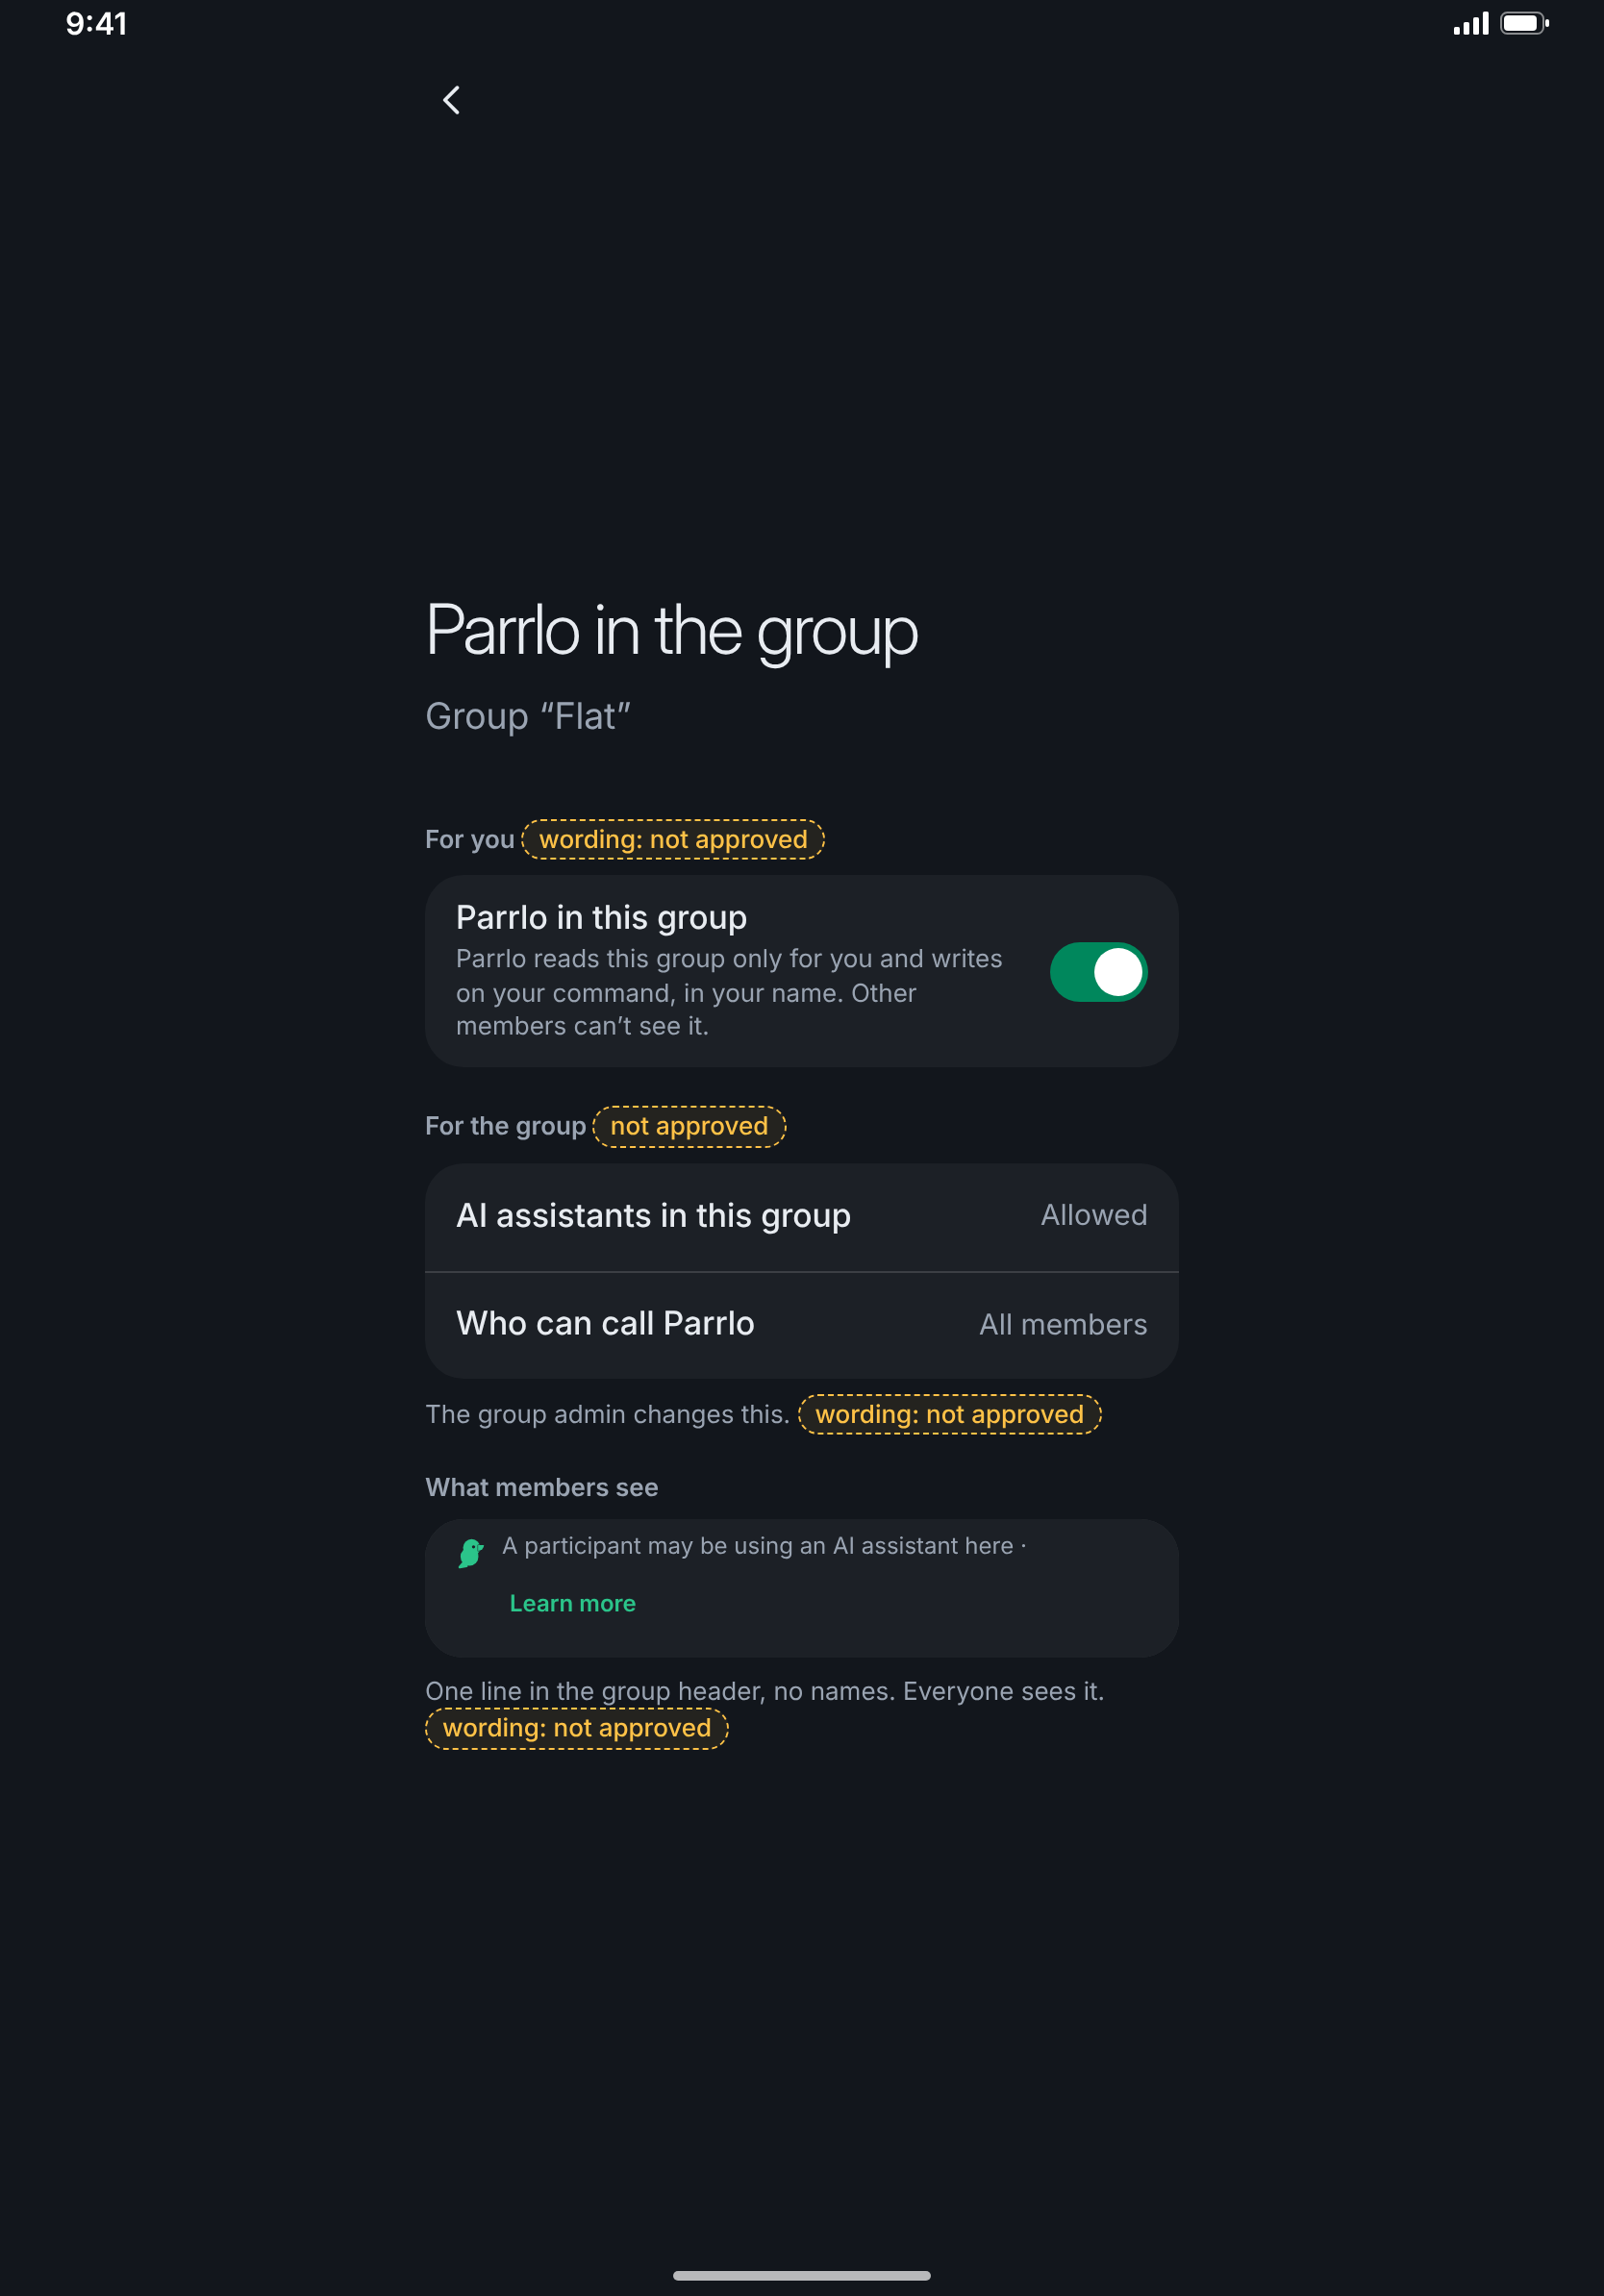 9:41
Parrlo in the group
Group “Flat”
For you wording: not approved
Parrlo in this group
Parrlo reads this group only for you and writes
on your command, in your name. Other
members can’t see it.
For the group not approved
AI assistants in this group Allowed
Who can call Parrlo All members
The group admin changes this. wording: not approved
What members see
A participant may be using an AI assistant here ·
Learn more
One line in the group header, no names. Everyone sees it.
wording: not approved